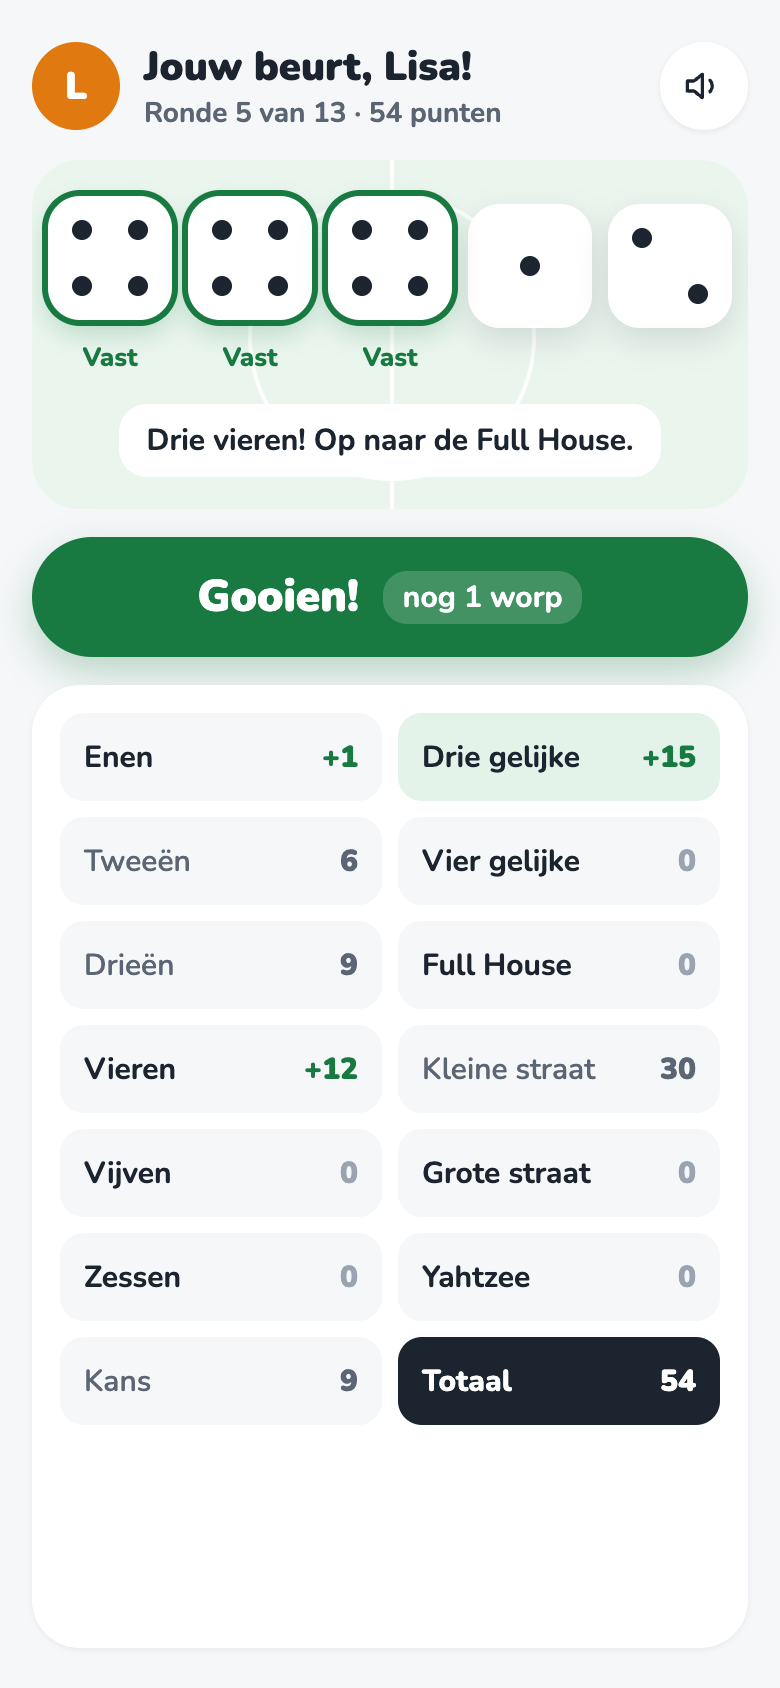 L
Jouw beurt, Lisa!
Ronde 5 van 13 · 54 punten
Vast
Vast
Vast
Drie vieren! Op naar de Full House.
Gooien! nog 1 worp
Enen +1
Drie gelijke +15
Tweeën 6
Vier gelijke 0
Drieën 9
Full House 0
Vieren +12
Kleine straat 30
Vijven 0
Grote straat 0
Zessen 0
Yahtzee 0
Kans 9
Totaal 54